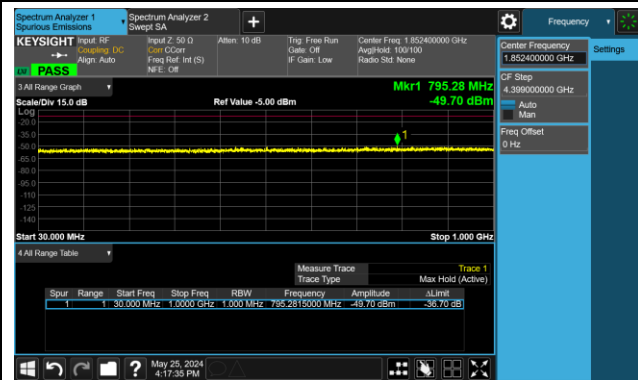 Spectrum Analyzer 1
Spurious Emissions
Spectrum Analyzer 2
Swept SA
Frequency
KEYSIGHT
Input: RF
Coupling: DC
Align: Auto
Input Z: 50 Ω
Corr CCorr
Freq Ref: Int (S)
NFE: Off
Atten: 10 dB
Trig: Free Run
Gate: Off
IF Gain: Low
Center Freq: 1.852400000 GHz
Avg|Hold: 100/100
Radio Std: None
PASS
Center Frequency
1.852400000 GHz
Settings
CF Step
4.399000000 GHz
Auto
Man
Freq Offset
0 Hz
3 All Range Graph
Mkr1 795.28 MHz
Scale/Div 15.0 dB
Ref Value -5.00 dBm
-49.70 dBm
Log
-20.0
-35.0
-50.0
-65.0
-80.0
-95.0
-110
-125
-140
1
Start 30.000 MHz
Stop 1.000 GHz
4 All Range Table
Measure Trace
Trace 1
Trace Type
Max Hold (Active)
Spur Range Start Freq Stop Freq RBW Frequency Amplitude ΔLimit
1 1 30.000 MHz 1.0000 GHz 1.000 MHz 795.2815000 MHz -49.70 dBm -36.70 dB
May 25, 2024
4:17:35 PM